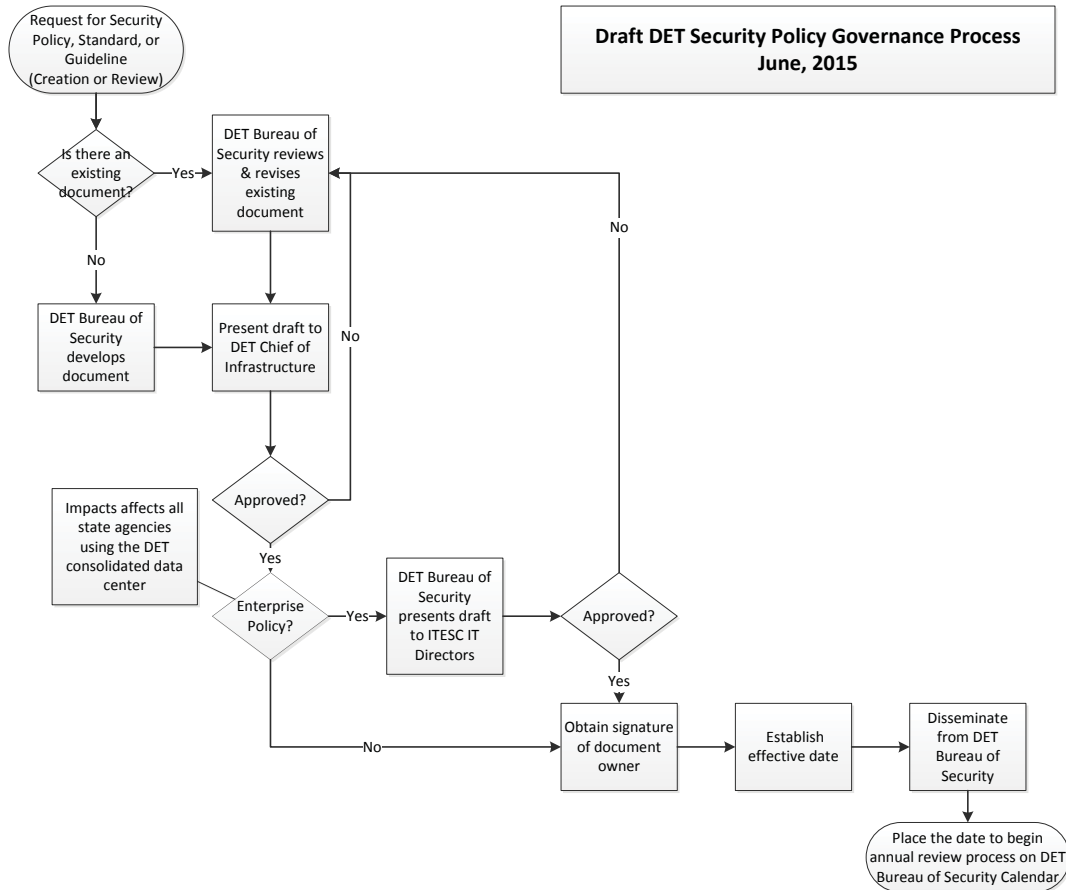 Request for Security
Policy, Standard, or
Guideline
(Creation or Review)
Draft DET Security Policy Governance Process
June, 2015
Is there an
existing
document?
Yes
DET Bureau of
Security reviews
& revises
existing
document
No
No
DET Bureau of
Security
develops
document
Present draft to
DET Chief of
Infrastructure
No
Approved?
Impacts affects all
state agencies
using the DET
consolidated data
center
Yes
Enterprise
Policy?
Yes
DET Bureau of
Security
presents draft
to ITESC IT
Directors
Approved?
Yes
No
Obtain signature
of document
owner
Establish
effective date
Disseminate
from DET
Bureau of
Security
Place the date to begin
annual review process on DET
Bureau of Security Calendar